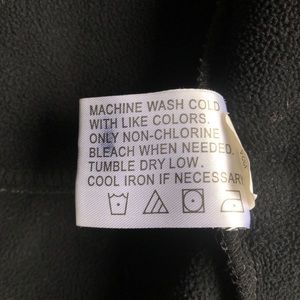 MACHINE WASH COLD
WITH LIKE COLORS.
ONLY NON-CHLORINE
BLEACH WHEN NEEDED.
TUMBLE DRY LOW.
COOL IRON IF NECESSARY